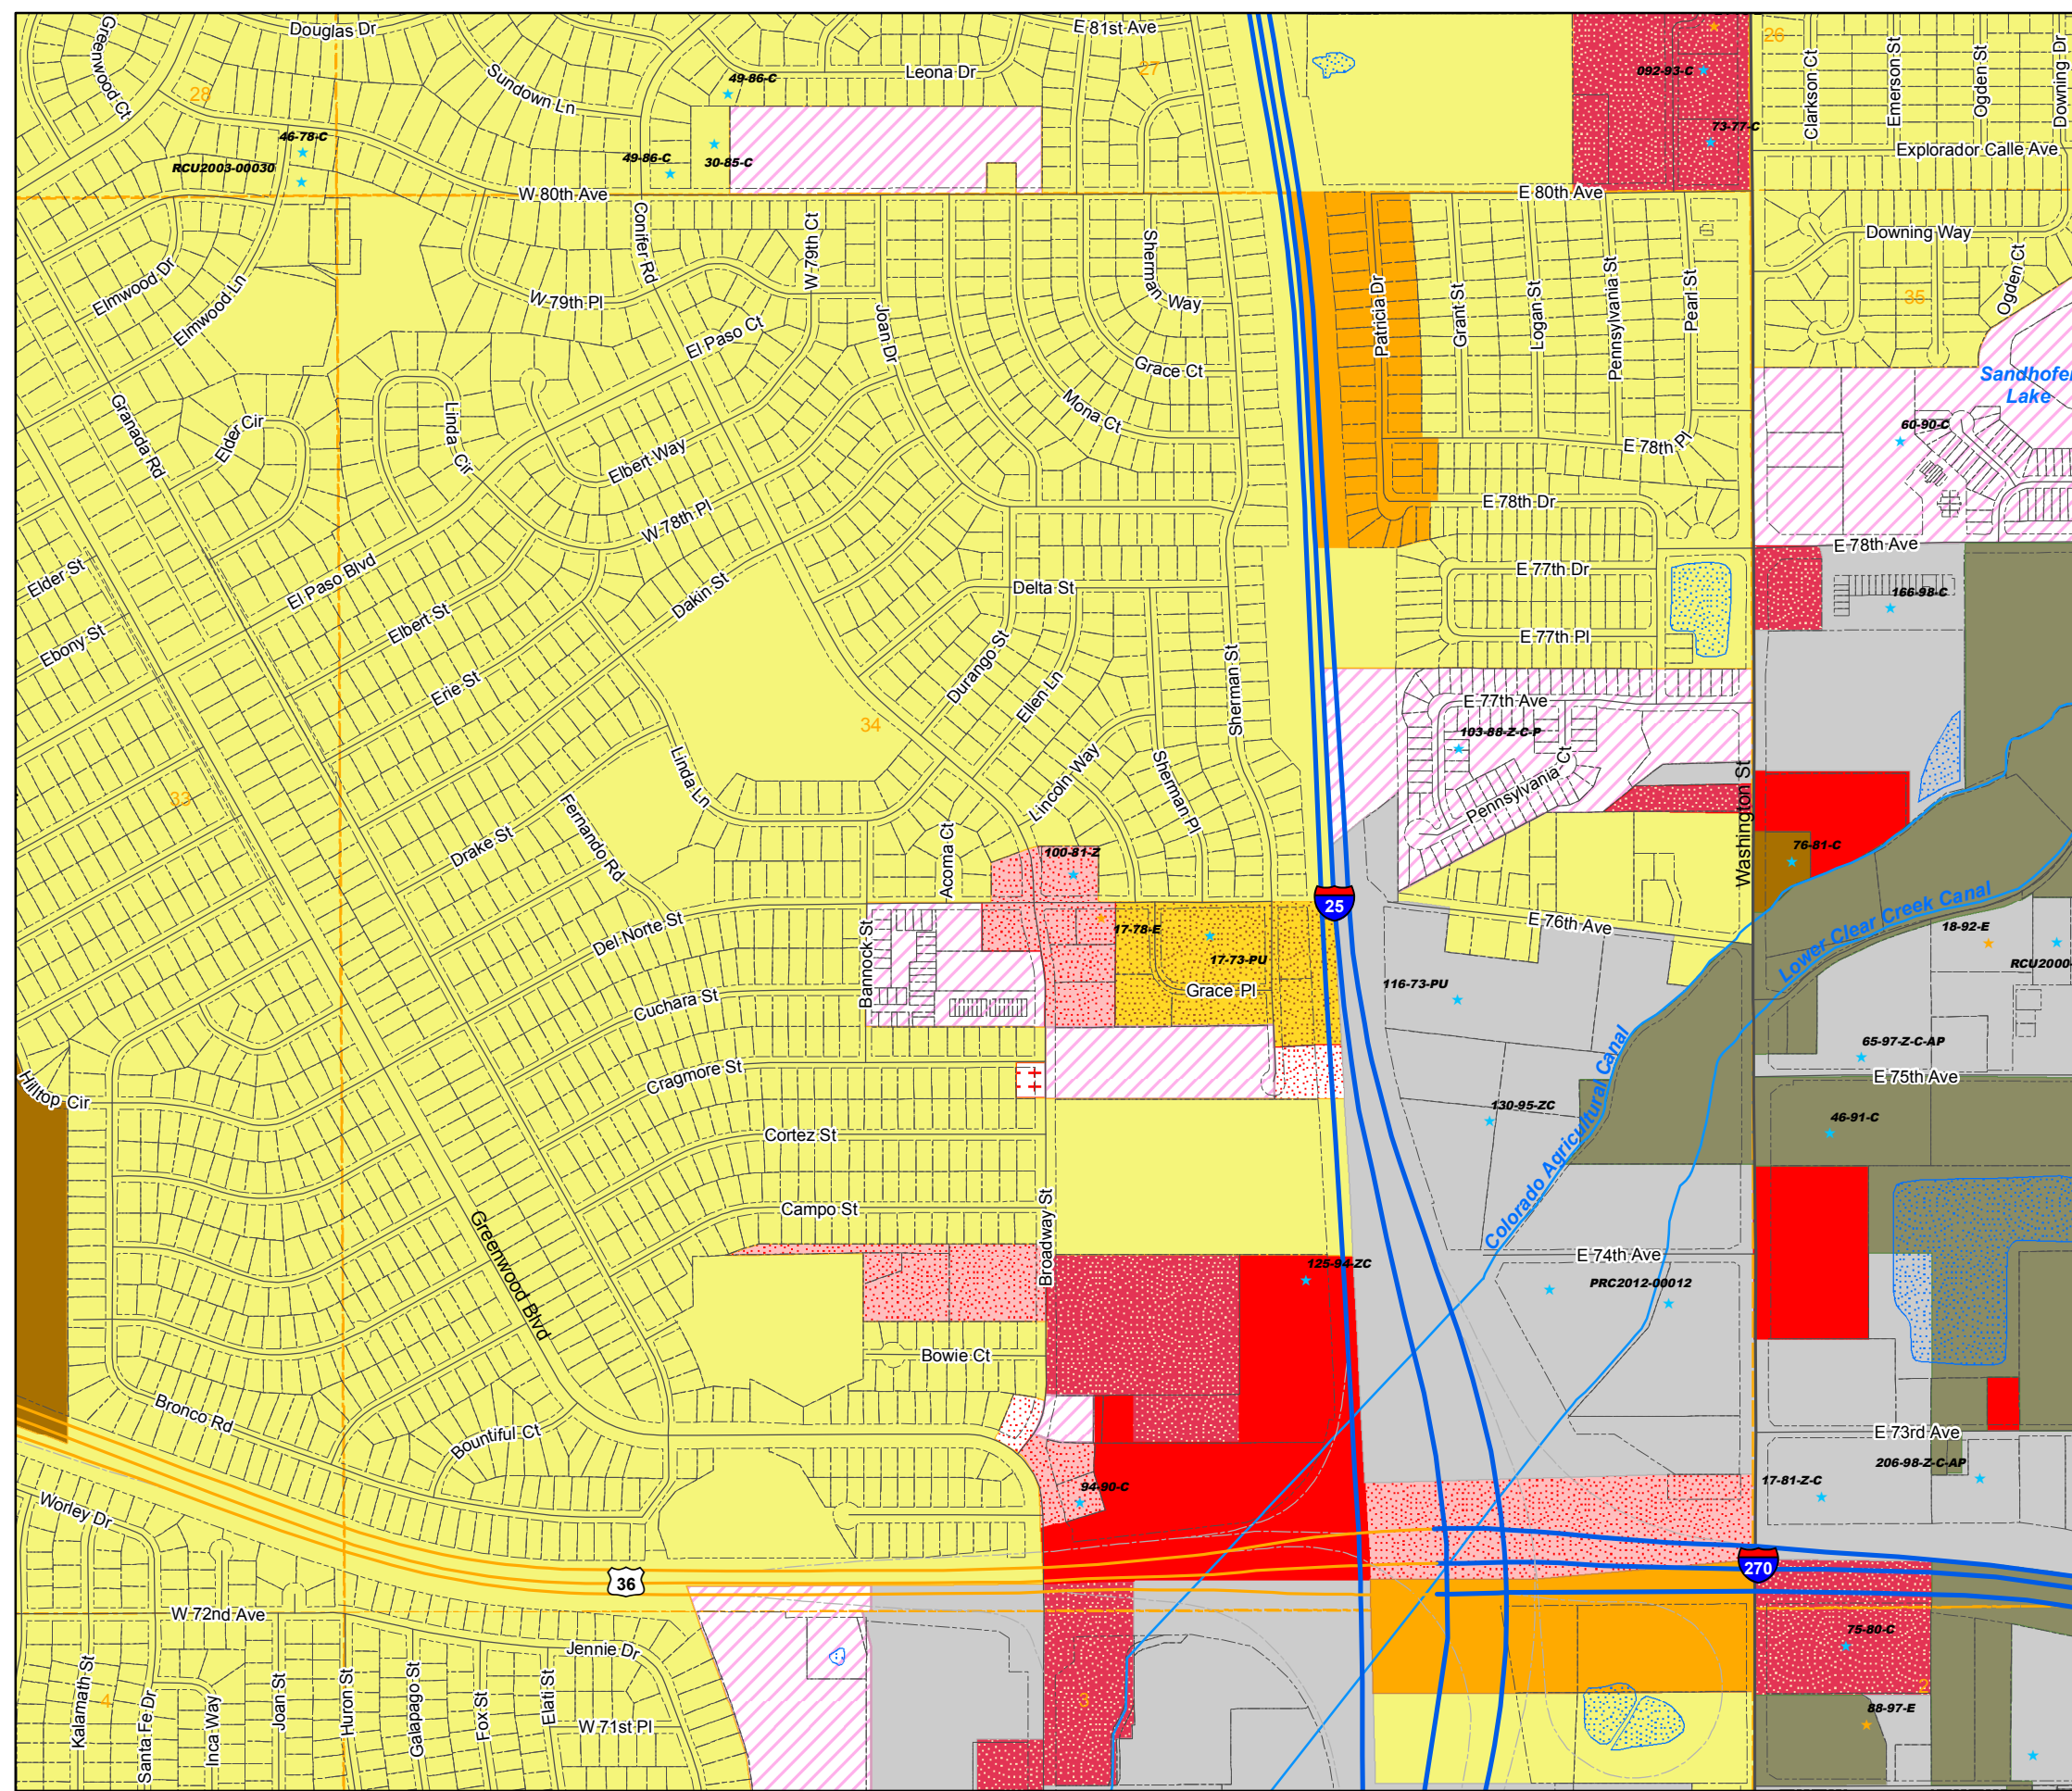 Greenwood Ct
Douglas Dr
Sundown Ln
49-86-C
Leona Dr
E 81st Ave
27
092-93-C
73-77-C
26
Clarkson Ct
Emerson St
Ogden St
Downing Dr
28
46-78-C
RCU2003-00030
49-86-C
30-85-C
Explorador Calle Ave
W 80th Ave
E 80th Ave
Conifer Rd
W 79th Ct
Sherman Way
Downing Way
Elmwood Dr
Elmwood Ln
W 79th Pl
El Paso Ct
Joan Dr
Patricia Dr
Grant St
Logan St
Pennsylvania St
Pearl St
35
Ogden Ct
Grace Ct
Mona Ct
Sandhofer
Lake
Granada Rd
Elder Cir
Linda Cir
Elbert Way
60-90-C
E 78th Pl
W 78th Pl
E 78th Dr
E 78th Ave
Elder St
El Paso Blvd
Dakin St
Delta St
E 77th Dr
166-98-C
Ebony St
Elbert St
Durango St
E 77th Pl
Erie St
Ellen Ln
Sherman St
34
E 77th Ave
103-88-Z-C-P
33
Linda Ln
Lincoln Way
Sherman Pl
Pennsylvania Ct
Washington St
Drake St
Fernando Rd
Acoma Ct
100-81-Z
76-81-C
25
Del Norte St
Bannock St
17-78-E
17-73-PU
E 76th Ave
Lower Clear Creek Canal
18-92-E
RCU2000-
Cuchara St
Grace Pl
116-73-PU
65-97-Z-C-AP
Hilltop Cir
Cragmore St
E 75th Ave
130-95-ZC
46-91-C
Cortez St
Colorado Agricultural Canal
Campo St
Broadway St
Greenwood Blvd
125-94-ZC
E 74th Ave
PRC2012-00012
Bowie Ct
Bronco Rd
Bountiful Ct
E 73rd Ave
206-98-Z-C-AP
94-90-C
17-81-Z-C
Worley Dr
36
270
W 72nd Ave
Jennie Dr
75-80-C
Kalamath St
Santa Fe Dr
Inca Way
Joan St
Huron St
Galapago St
Fox St
Elati St
W 71st Pl
4
3
2
88-97-E